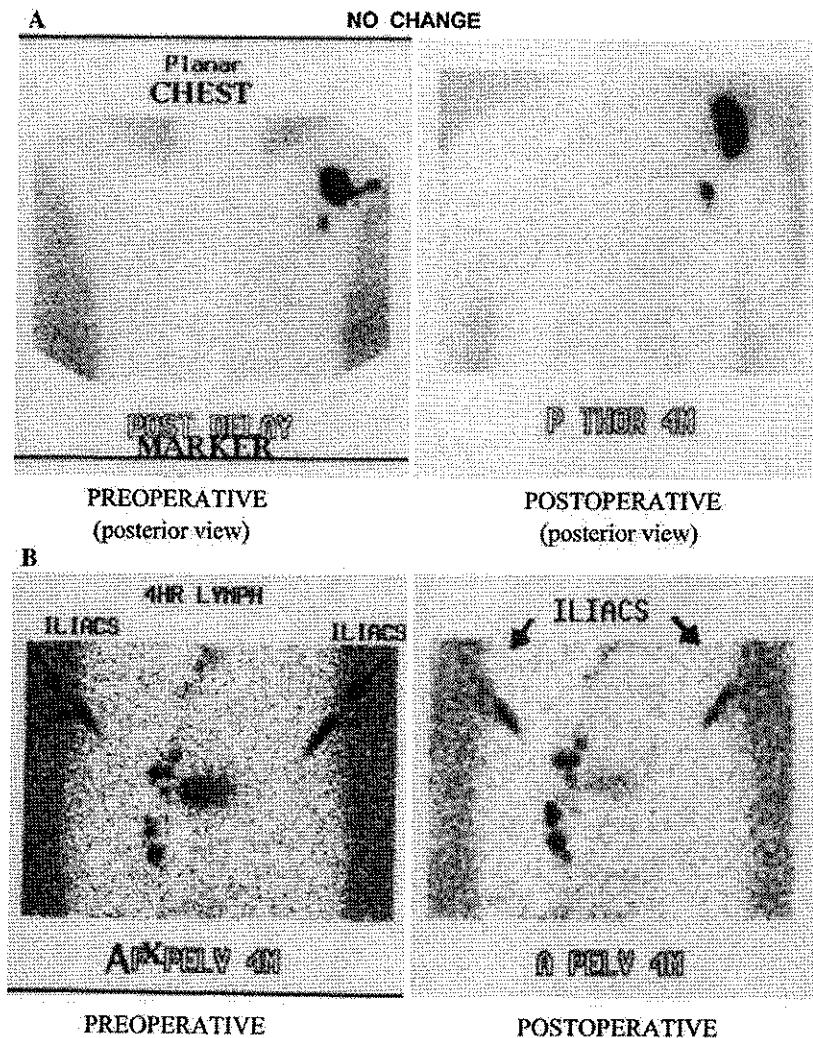 A NO CHANGE
Planar
CHEST
POST DELAY
MARKER
P THOR 4M
PREOPERATIVE
(posterior view)
POSTOPERATIVE
(posterior view)
B
4HR LYMPH
ILIACS ILIACS
ILIACS
PELV 4M
A PELV 4M
PREOPERATIVE
POSTOPERATIVE